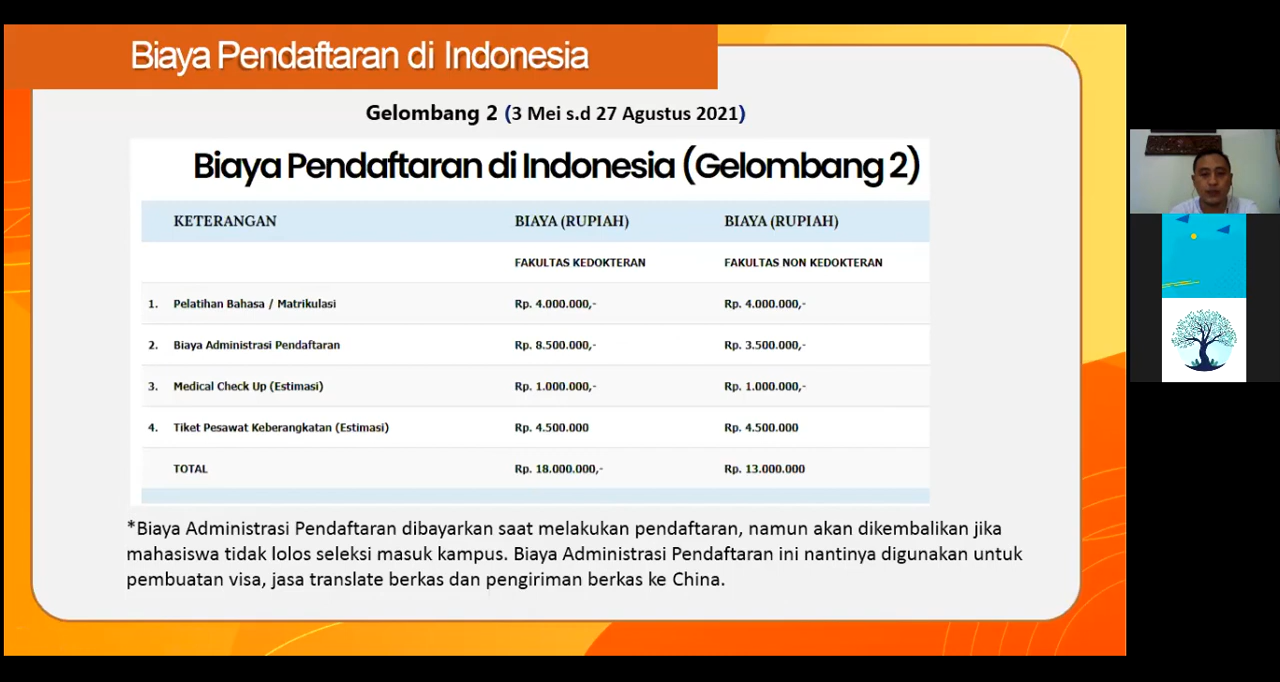 Biaya Pendaftaran di Indonesia
Gelombang 2 (3 Mei s.d 27 Agustus 2021)
Biaya Pendaftaran di Indonesia (Gelombang 2)
KETERANGAN BIAYA (RUPIAH) BIAYA (RUPIAH)
FAKULTAS KEDOKTERAN FAKULTAS NON KEDOKTERAN
1. Pelatihan Bahasa / Matrikulasi Rp. 4.000.000,- Rp. 4.000.000,-
2. Biaya Administrasi Pendaftaran Rp. 8.500.000,- Rp. 3.500.000,-
3. Medical Check Up (Estimasi) Rp. 1.000.000,- Rp. 1.000.000,-
4. Tiket Pesawat Keberangkatan (Estimasi) Rp. 4.500.000 Rp. 4.500.000
TOTAL Rp. 18.000.000,- Rp. 13.000.000
*Biaya Administrasi Pendaftaran dibayarkan saat melakukan pendaftaran, namun akan dikembalikan jika
mahasiswa tidak lolos seleksi masuk kampus. Biaya Administrasi Pendaftaran ini nantinya digunakan untuk
pembuatan visa, jasa translate berkas dan pengiriman berkas ke China.